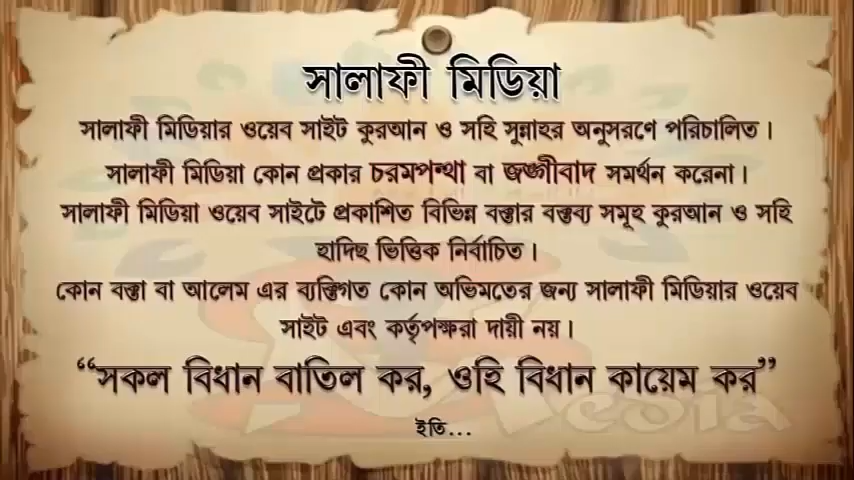 সালাফী মিডিয়া
সালাফী মিডিয়ার ওয়েব সাইট কুরআন ও সহি সুন্নাহর অনুসরণে পরিচালিত।
সালাফী মিডিয়া কোন প্রকার চরমপন্থা বা জঙ্গীবাদ সমর্থন করেনা।
সালাফী মিডিয়া ওয়েব সাইটে প্রকাশিত বিভিন্ন বক্তার বক্তব্য সমূহ কুরআন ও সহি
হাদিছ ভিত্তিক নির্বাচিত।
কোন বক্তা বা আলেম এর ব্যক্তিগত কোন অভিমতের জন্য সালাফী মিডিয়ার ওয়েব
সাইট এবং কর্তৃপক্ষরা দায়ী নয়।
“সকল বিধান বাতিল কর, ওহি বিধান কায়েম কর”
ইতি...